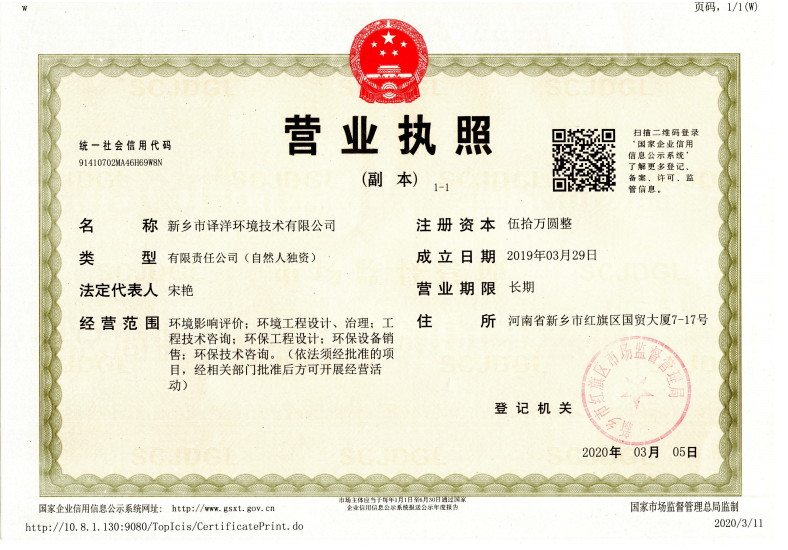 w
页码，1/1(W)
营业执照
(副 本) 1-1
统一社会信用代码
91410702MA46H69W8N
扫描二维码登录
‘国家企业信用
信息公示系统’
了解更多登记、
备案、许可、监
管信息。
名称 新乡市译洋环境技术有限公司
类型 有限责任公司（自然人独资）
法定代表人 宋艳
经营范围 环境影响评价；环境工程设计、治理；工
程技术咨询；环保工程设计；环保设备销
售；环保技术咨询。（依法须经批准的项
目，经相关部门批准后方可开展经营活
动）
注册资本 伍拾万圆整
成立日期 2019年03月29日
营业期限 长期
住所 河南省新乡市红旗区国贸大厦7-17号
登记机关
新乡市红旗区市场监督管理局
2020年 03月 05日
国家企业信用信息公示系统网址： http://www.gsxt.gov.cn
市场主体应当于每年1月1日至6月30日通过国家
企业信用信息公示系统报送公示年度报告
国家市场监督管理总局监制
http://10.8.1.130:9080/TopIcis/CertificatePrint.do
2020/3/11